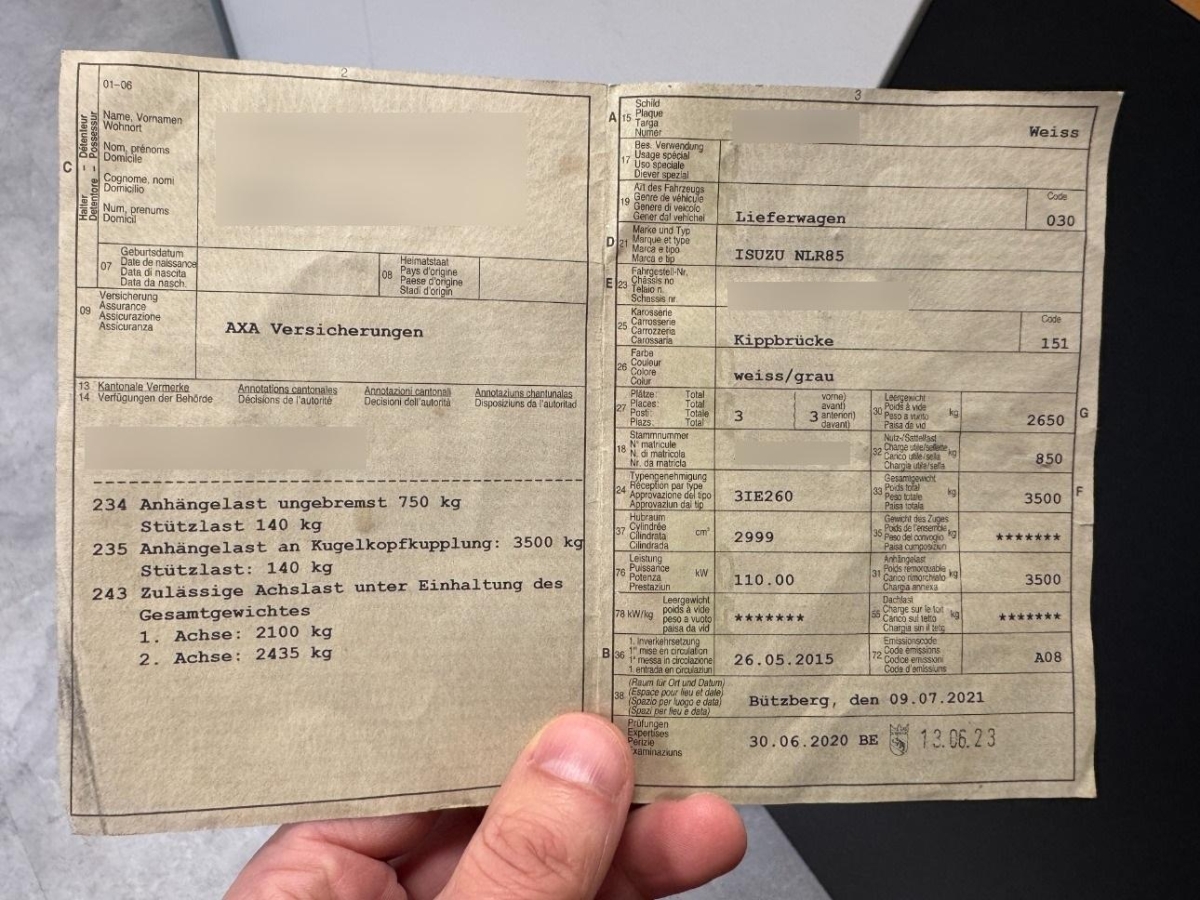 2
01–06
Halter – Détenteur
Detentore – Possessur
C
Name, Vornamen
Wohnort
Nom, prénoms
Domicile
Cognome, nomi
Domicilio
Num, prenums
Domicil
07
Geburtsdatum
Date de naissance
Data di nascita
Data da nasch.
08
Heimatstaat
Pays d'origine
Paese d'origine
Stadi d'origin
09
Versicherung
Assurance
Assicurazione
Assicuranza
AXA Versicherungen
13 Kantonale Vermerke Annotations cantonales Annotazioni cantonali Annotaziuns chantunalas
14 Verfügungen der Behörde Décisions de l'autorité Decisioni dell'autorità Disposiziuns da l'autoritad
234 Anhängelast ungebremst 750 kg
Stützlast 140 kg
235 Anhängelast an Kugelkopfkupplung: 3500 kg
Stützlast: 140 kg
243 Zulässige Achslast unter Einhaltung des
Gesamtgewichtes
1. Achse: 2100 kg
2. Achse: 2435 kg
3
A 15
Schild
Plaque
Targa
Numer
Weiss
17
Bes. Verwendung
Usage spécial
Uso speciale
Diever spezial
19
Art des Fahrzeugs
Genre de véhicule
Genere di veicolo
Gener dal vehichel
Lieferwagen
Code
030
D 21
Marke und Typ
Marque et type
Marca e tipo
Marca e tip
ISUZU NLR85
E 23
Fahrgestell-Nr.
Châssis no
Telaio n.
Schassis nr.
25
Karosserie
Carrosserie
Carrozzeria
Carossaria
Kippbrücke
Code
151
26
Farbe
Couleur
Colore
Colur
weiss/grau
27
Plätze: Total
Places: Total
Posti: Totale
Plazs: Total
3
(vorne)
avant)
3 anterion)
davant)
30
Leergewicht
Poids à vide
Peso a vuoto
Paisa da vid
kg
2650
G
18
Stammnummer
N° matricule
N. di matricola
Nr. da matricla
32
Nutz-/Sattellast
Charge utile/sellette
Carico utile/sella
Chargia utile/sella
kg
850
24
Typengenehmigung
Réception par type
Approvazione del tipo
Approvaziun dal tip
3IE260
33
Gesamtgewicht
Poids total
Peso totale
Paisa totala
kg
3500
F
37
Hubraum
Cylindrée
Cilindrata
Cilindrada
cm³
2999
35
Gewicht des Zuges
Poids de l'ensemble
Peso del convoglio
Paisa cumposiziun
kg
*******
76
Leistung
Puissance
Potenza
Prestaziun
kW
110.00
31
Anhängelast
Poids remorquable
Carico rimorchiato
Chargia annexa
kg
3500
78 kW/kg
Leergewicht
poids à vide
peso a vuoto
paisa da vid
*******
55
Dachlast
Charge sur le toit
Carico sul tetto
Chargia sin il tetg
kg
*******
B 36
1. Inverkehrsetzung
1re mise en circulation
1a messa in circolazione
1 entrada en circulaziun
26.05.2015
72
Emissionscode
Code émissions
Codice emissioni
Code d'emissiuns
A08
38
(Raum für Ort und Datum)
(Espace pour lieu et date)
(Spazio per luogo e data)
(Spazi per lieu e data)
Bützberg, den 09.07.2021
Prüfungen
Expertises
Perizie
Examinaziuns
30.06.2020 BE 13.06.23